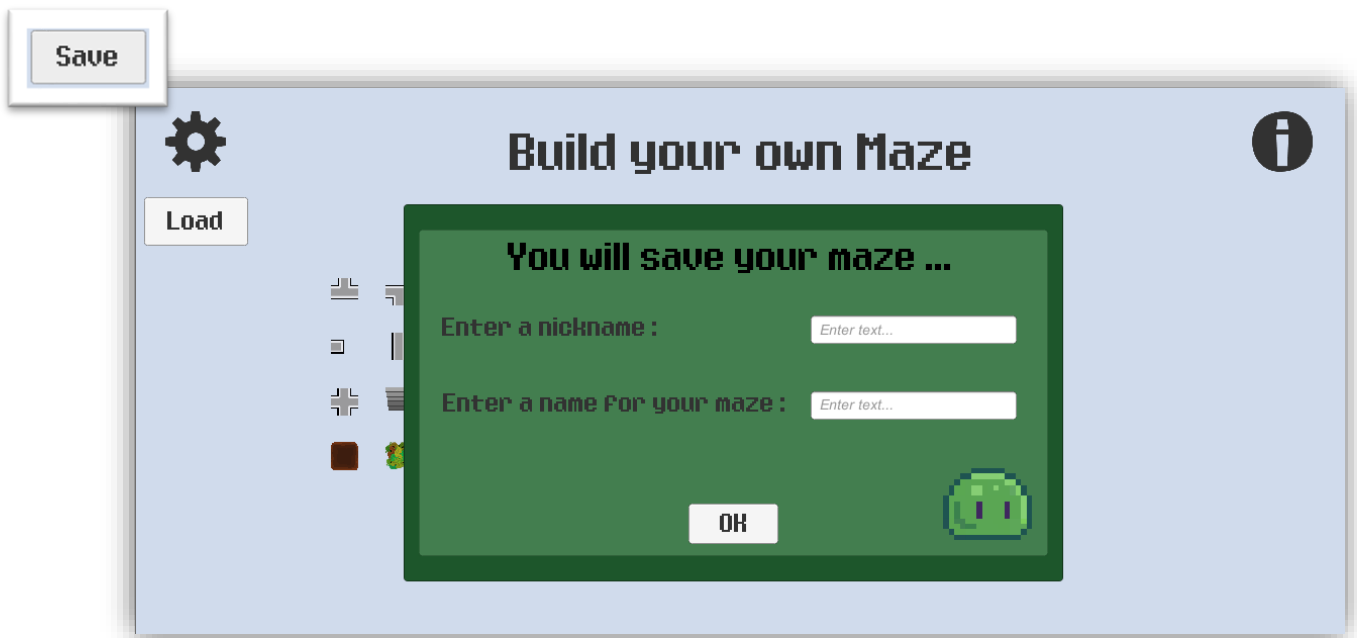 Save
Build your own Maze
Load
You will save your maze ...
Enter a nickname :
Enter text...
Enter a name for your maze :
Enter text...
OK